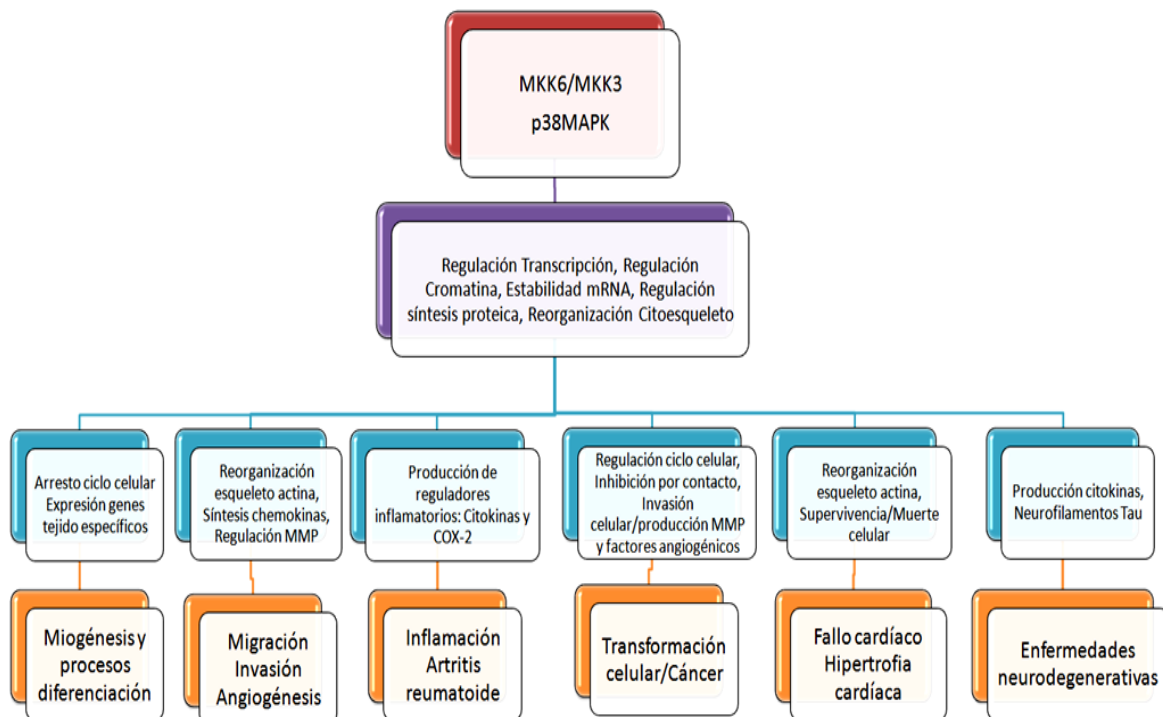 MKK6/MKK3
p38MAPK
Regulación Transcripción, Regulación
Cromatina, Estabilidad mRNA, Regulación
síntesis proteica, Reorganización Citoesqueleto
Arresto ciclo celular
Expresión genes
tejido específicos
Reorganización
esqueleto actina,
Síntesis chemokinas,
Regulación MMP
Producción de
reguladores
inflamatorios: Citokinas y
COX-2
Regulación ciclo celular,
Inhibición por contacto,
Invasión
celular/producción MMP
y factores angiogénicos
Reorganización
esqueleto actina,
Supervivencia/Muerte
celular
Producción citokinas,
Neurofilamentos Tau
Miogénesis y
procesos
diferenciación
Migración
Invasión
Angiogénesis
Inflamación
Artritis
reumatoide
Transformación
celular/Cáncer
Fallo cardíaco
Hipertrofia
cardíaca
Enfermedades
neurodegenerativas